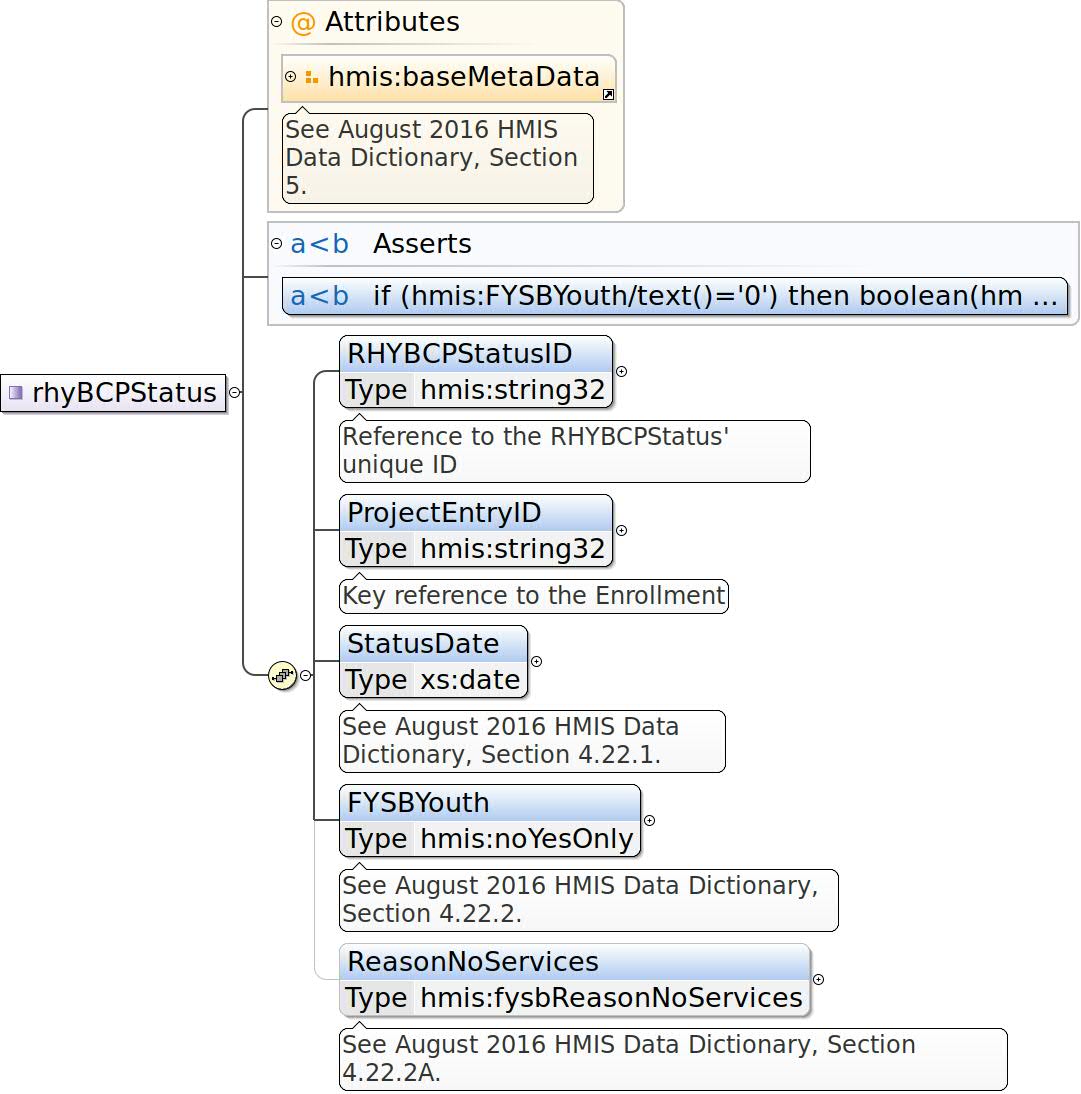 @ Attributes
hmis:baseMetaData
See August 2016 HMIS
Data Dictionary, Section
5.
a<b Asserts
a<b if (hmis:FYSBYouth/text()='0') then boolean(hm ...
rhyBCPStatus
RHYBCPStatusID
Type hmis:string32
Reference to the RHYBCPStatus'
unique ID
ProjectEntryID
Type hmis:string32
Key reference to the Enrollment
StatusDate
Type xs:date
See August 2016 HMIS Data
Dictionary, Section 4.22.1.
FYSBYouth
Type hmis:noYesOnly
See August 2016 HMIS Data Dictionary,
Section 4.22.2.
ReasonNoServices
Type hmis:fysbReasonNoServices
See August 2016 HMIS Data Dictionary, Section
4.22.2A.